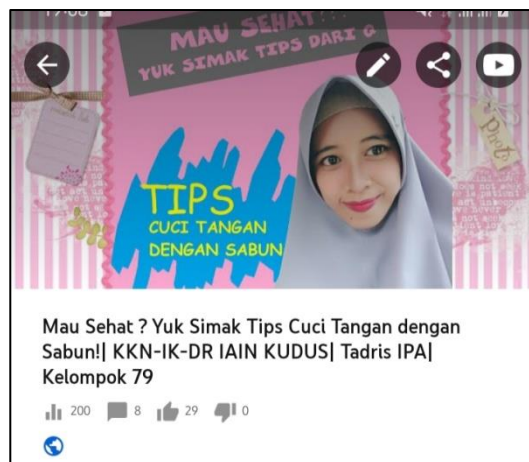 MAU SEHAT???
YUK SIMAK TIPS DARI Q
TIPS
CUCI TANGAN
DENGAN SABUN
Mau Sehat ? Yuk Simak Tips Cuci Tangan dengan
Sabun!| KKN-IK-DR IAIN KUDUS| Tadris IPA|
Kelompok 79
200 8 29 0